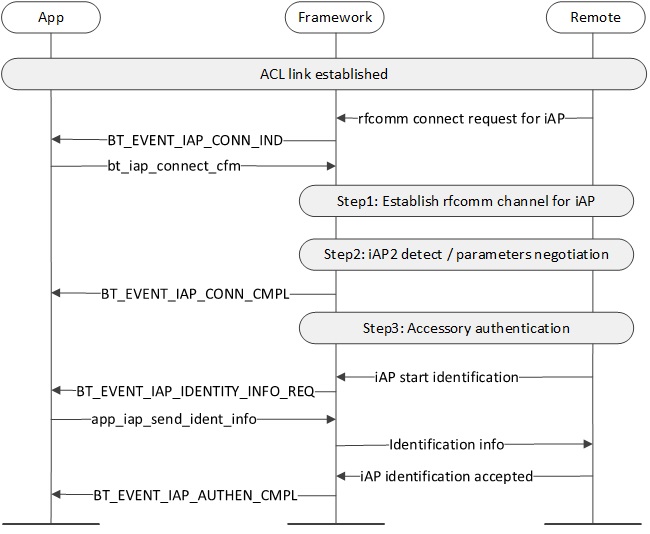 App
Framework
Remote
ACL link established
rfcomm connect request for iAP
BT_EVENT_IAP_CONN_IND
bt_iap_connect_cfm
Step1: Establish rfcomm channel for iAP
Step2: iAP2 detect / parameters negotiation
BT_EVENT_IAP_CONN_CMPL
Step3: Accessory authentication
iAP start identification
BT_EVENT_IAP_IDENTITY_INFO_REQ
app_iap_send_ident_info
Identification info
iAP identification accepted
BT_EVENT_IAP_AUTHEN_CMPL